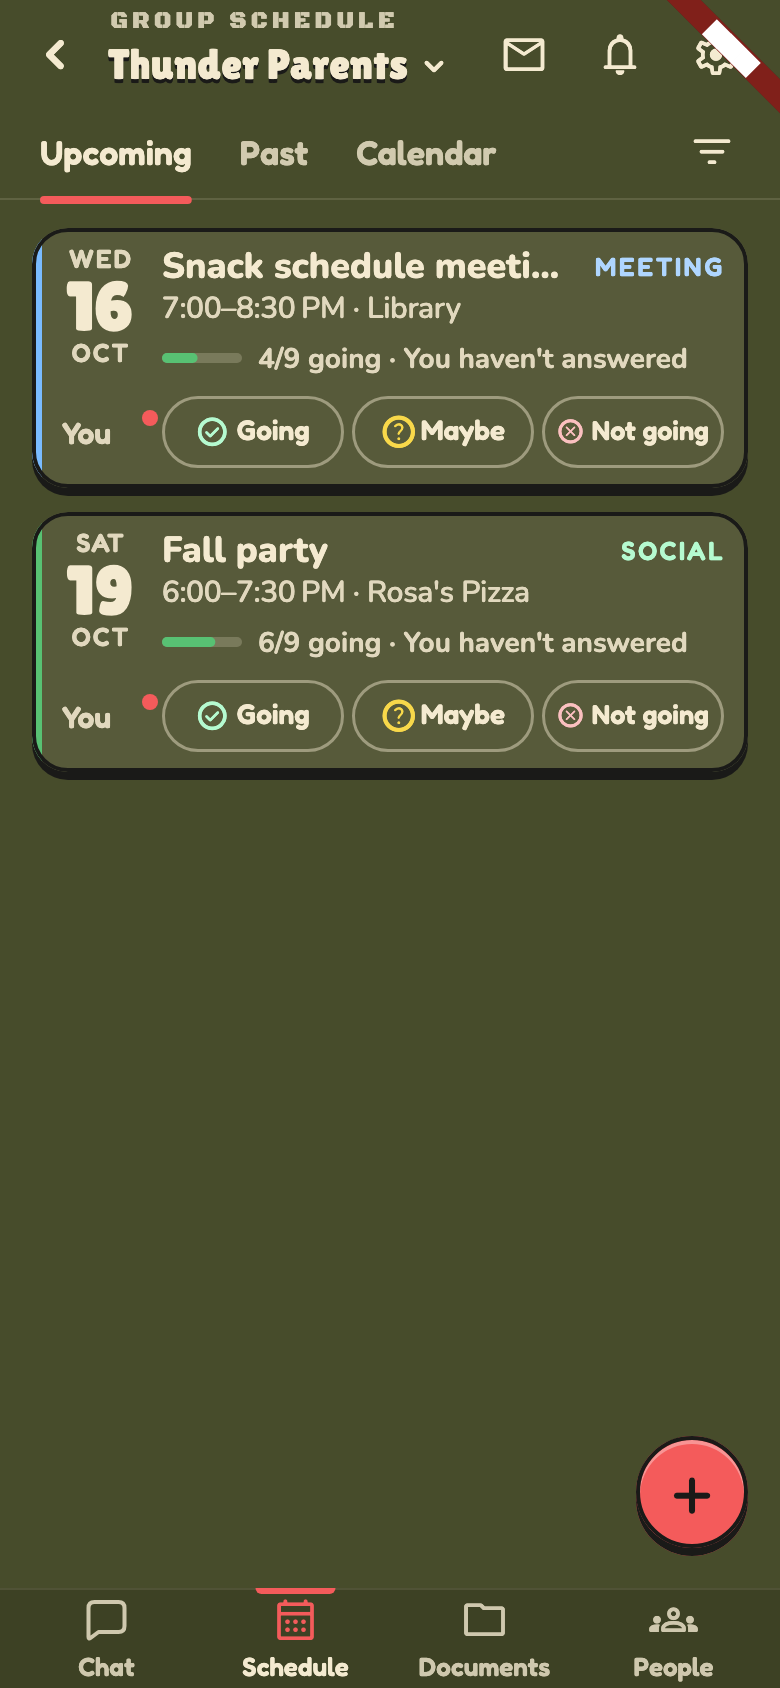 GROUP SCHEDULE
Thunder Parents
Upcoming Past Calendar
WED
16
OCT
Snack schedule meeti... MEETING
7:00–8:30 PM · Library
4/9 going · You haven't answered
You Going Maybe Not going
SAT
19
OCT
Fall party SOCIAL
6:00–7:30 PM · Rosa's Pizza
6/9 going · You haven't answered
You Going Maybe Not going
Chat Schedule Documents People